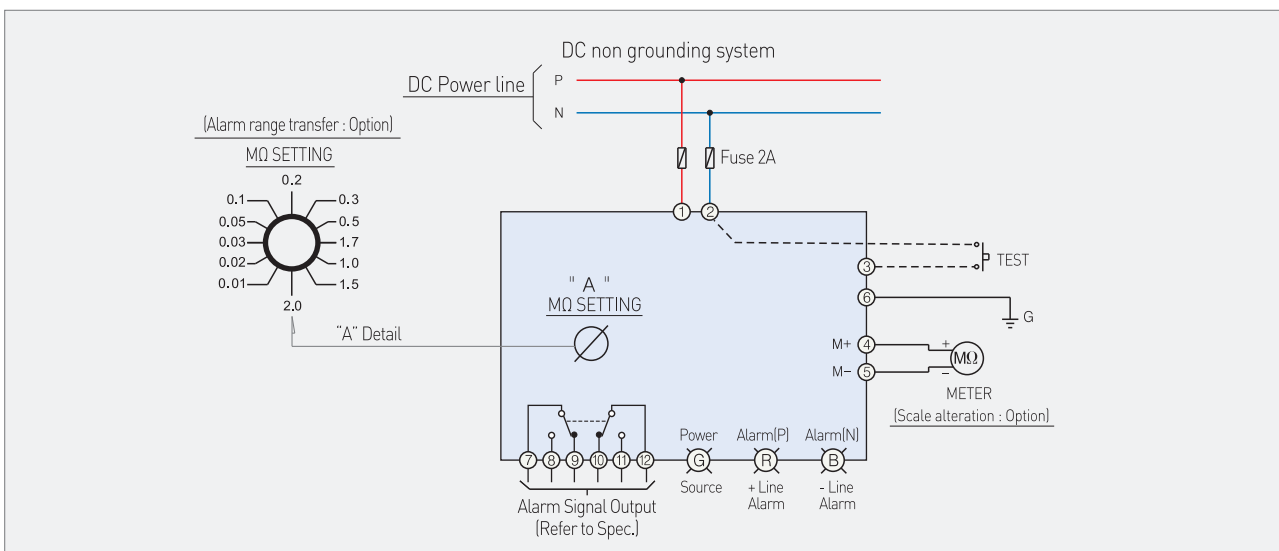 DC non grounding system
DC Power line
P
N
(Alarm range transfer : Option)
MΩ SETTING
0.2
0.1
0.3
0.05
0.5
0.03
1.7
0.02
1.0
0.01
1.5
2.0
"A" Detail
Fuse 2A
1
2
3
TEST
" A "
MΩ SETTING
6
G
M+
4
+
MΩ
M−
5
−
METER
(Scale alteration : Option)
Power
Alarm(P)
Alarm(N)
7
8
9
10
11
12
G
R
B
Source
+ Line
Alarm
- Line
Alarm
Alarm Signal Output
(Refer to Spec.)